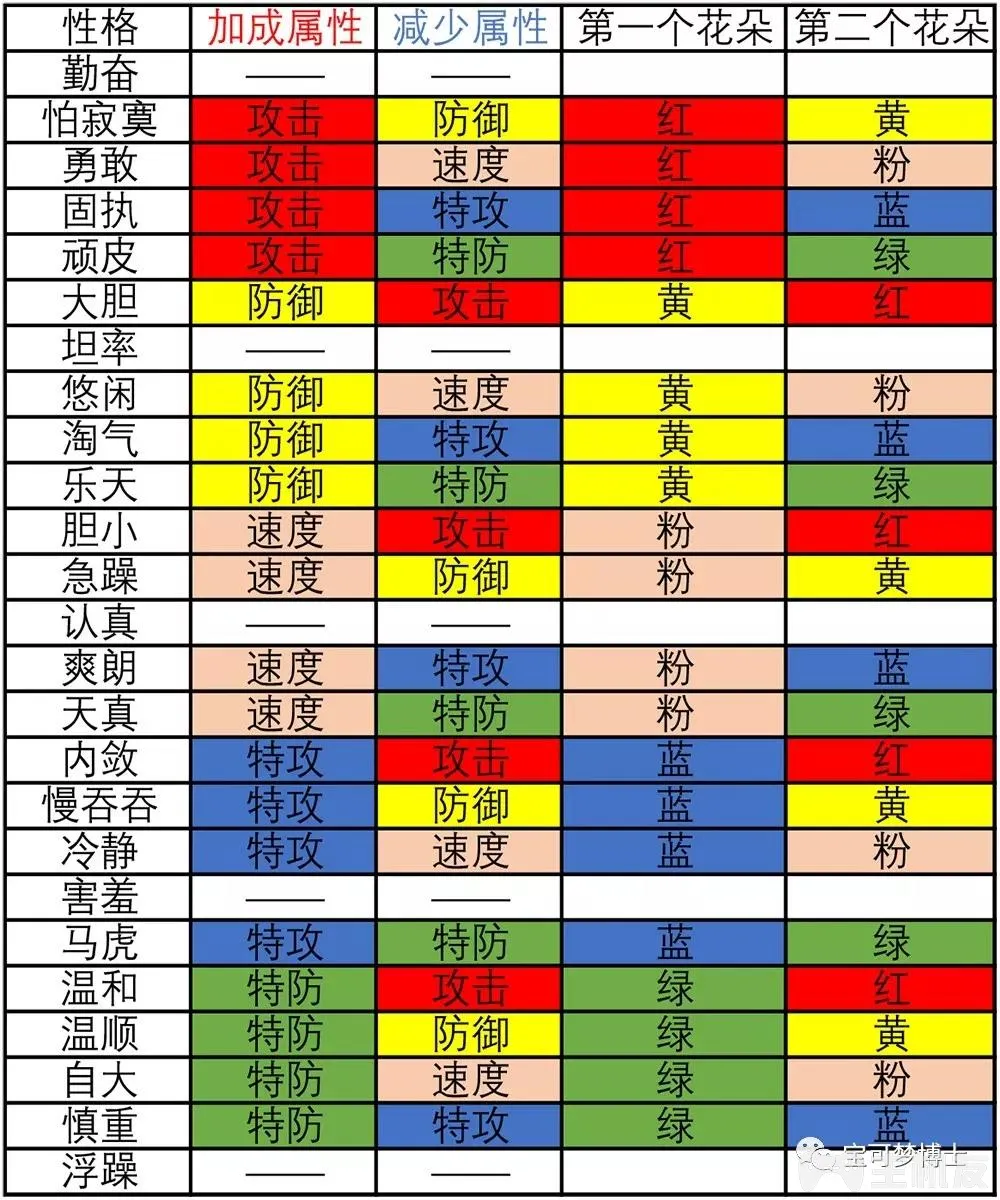 性格 加成属性 减少属性 第一个花朵 第二个花朵
勤奋 —— ——
怕寂寞 攻击 防御 红 黄
勇敢 攻击 速度 红 粉
固执 攻击 特攻 红 蓝
顽皮 攻击 特防 红 绿
大胆 防御 攻击 黄 红
坦率 —— ——
悠闲 防御 速度 黄 粉
淘气 防御 特攻 黄 蓝
乐天 防御 特防 黄 绿
胆小 速度 攻击 粉 红
急躁 速度 防御 粉 黄
认真 —— ——
爽朗 速度 特攻 粉 蓝
天真 速度 特防 粉 绿
内敛 特攻 攻击 蓝 红
慢吞吞 特攻 防御 蓝 黄
冷静 特攻 速度 蓝 粉
害羞 —— ——
马虎 特攻 特防 蓝 绿
温和 特防 攻击 绿 红
温顺 特防 防御 绿 黄
自大 特防 速度 绿 粉
慎重 特防 特攻 绿 蓝
宝可梦博士
浮躁 —— ——